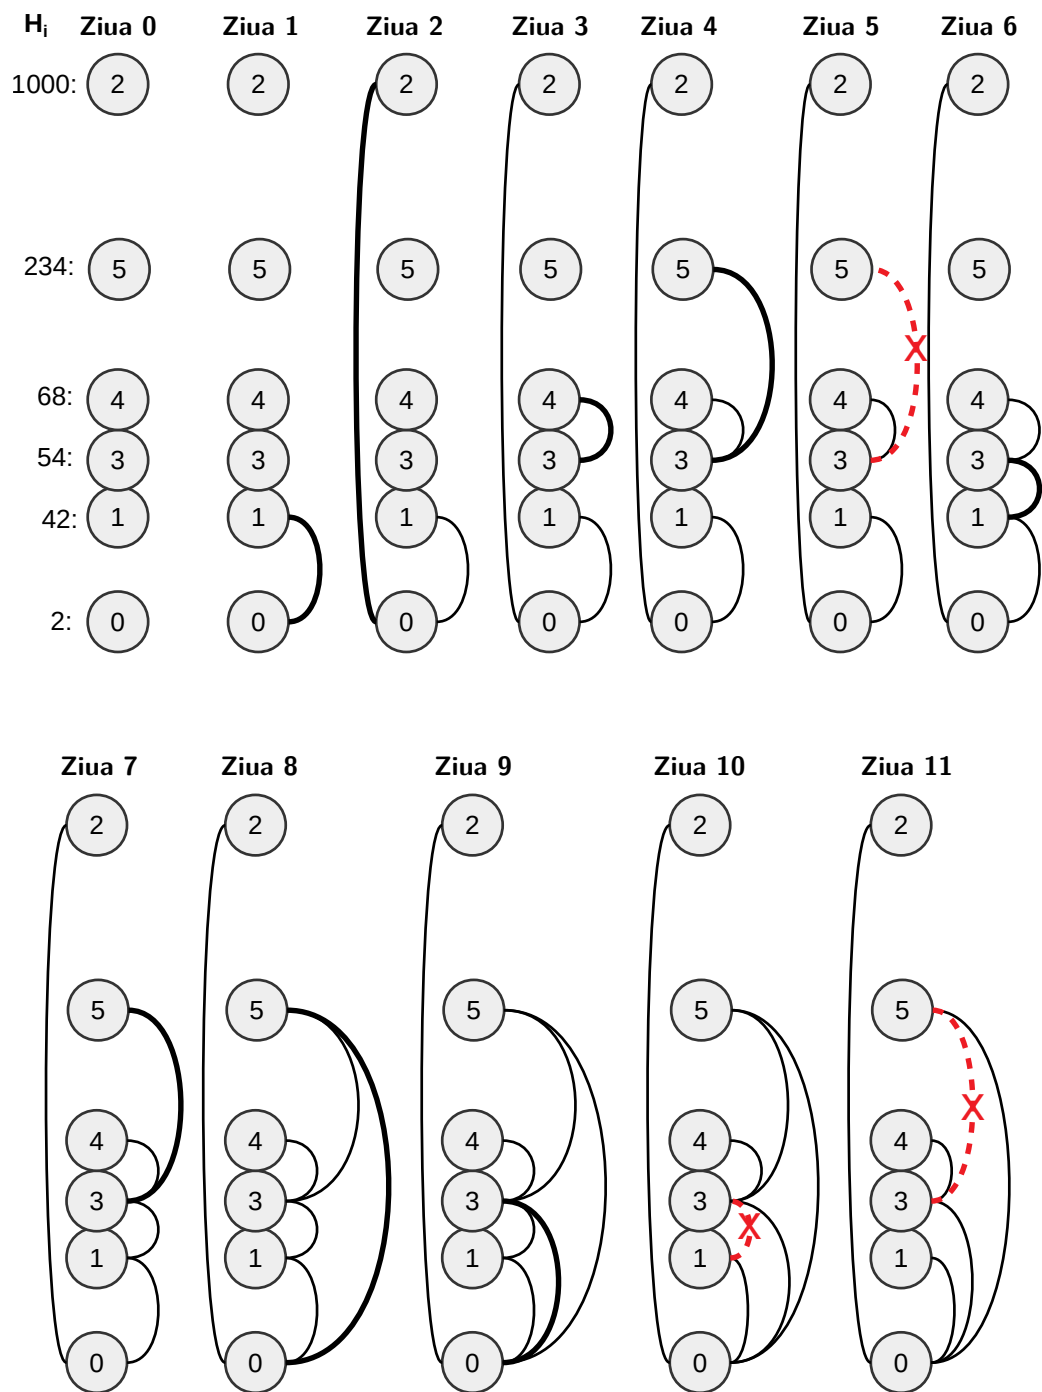 H_i Ziua 0 Ziua 1 Ziua 2 Ziua 3 Ziua 4 Ziua 5 Ziua 6
1000: 2 2 2 2 2 2 2
234: 5 5 5 5 5 5 5
X
68: 4 4 4 4 4 4 4
54: 3 3 3 3 3 3 3
42: 1 1 1 1 1 1 1
2: 0 0 0 0 0 0 0
Ziua 7 Ziua 8 Ziua 9 Ziua 10 Ziua 11
2 2 2 2 2
5 5 5 5 5
X
4 4 4 4 4
3 3 3 3 3
X
1 1 1 1 1
0 0 0 0 0